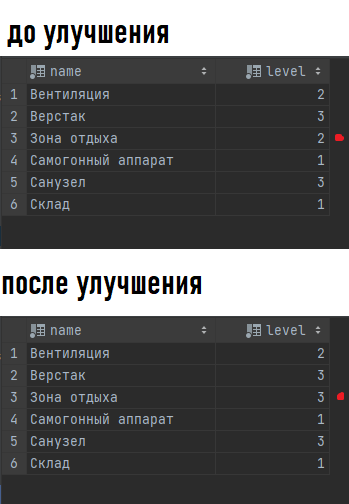 до улучшения
name level
1 Вентиляция 2
2 Верстак 3
3 Зона отдыха 2
4 Самогонный аппарат 1
5 Санузел 3
6 Склад 1
после улучшения
name level
1 Вентиляция 2
2 Верстак 3
3 Зона отдыха 3
4 Самогонный аппарат 1
5 Санузел 3
6 Склад 1